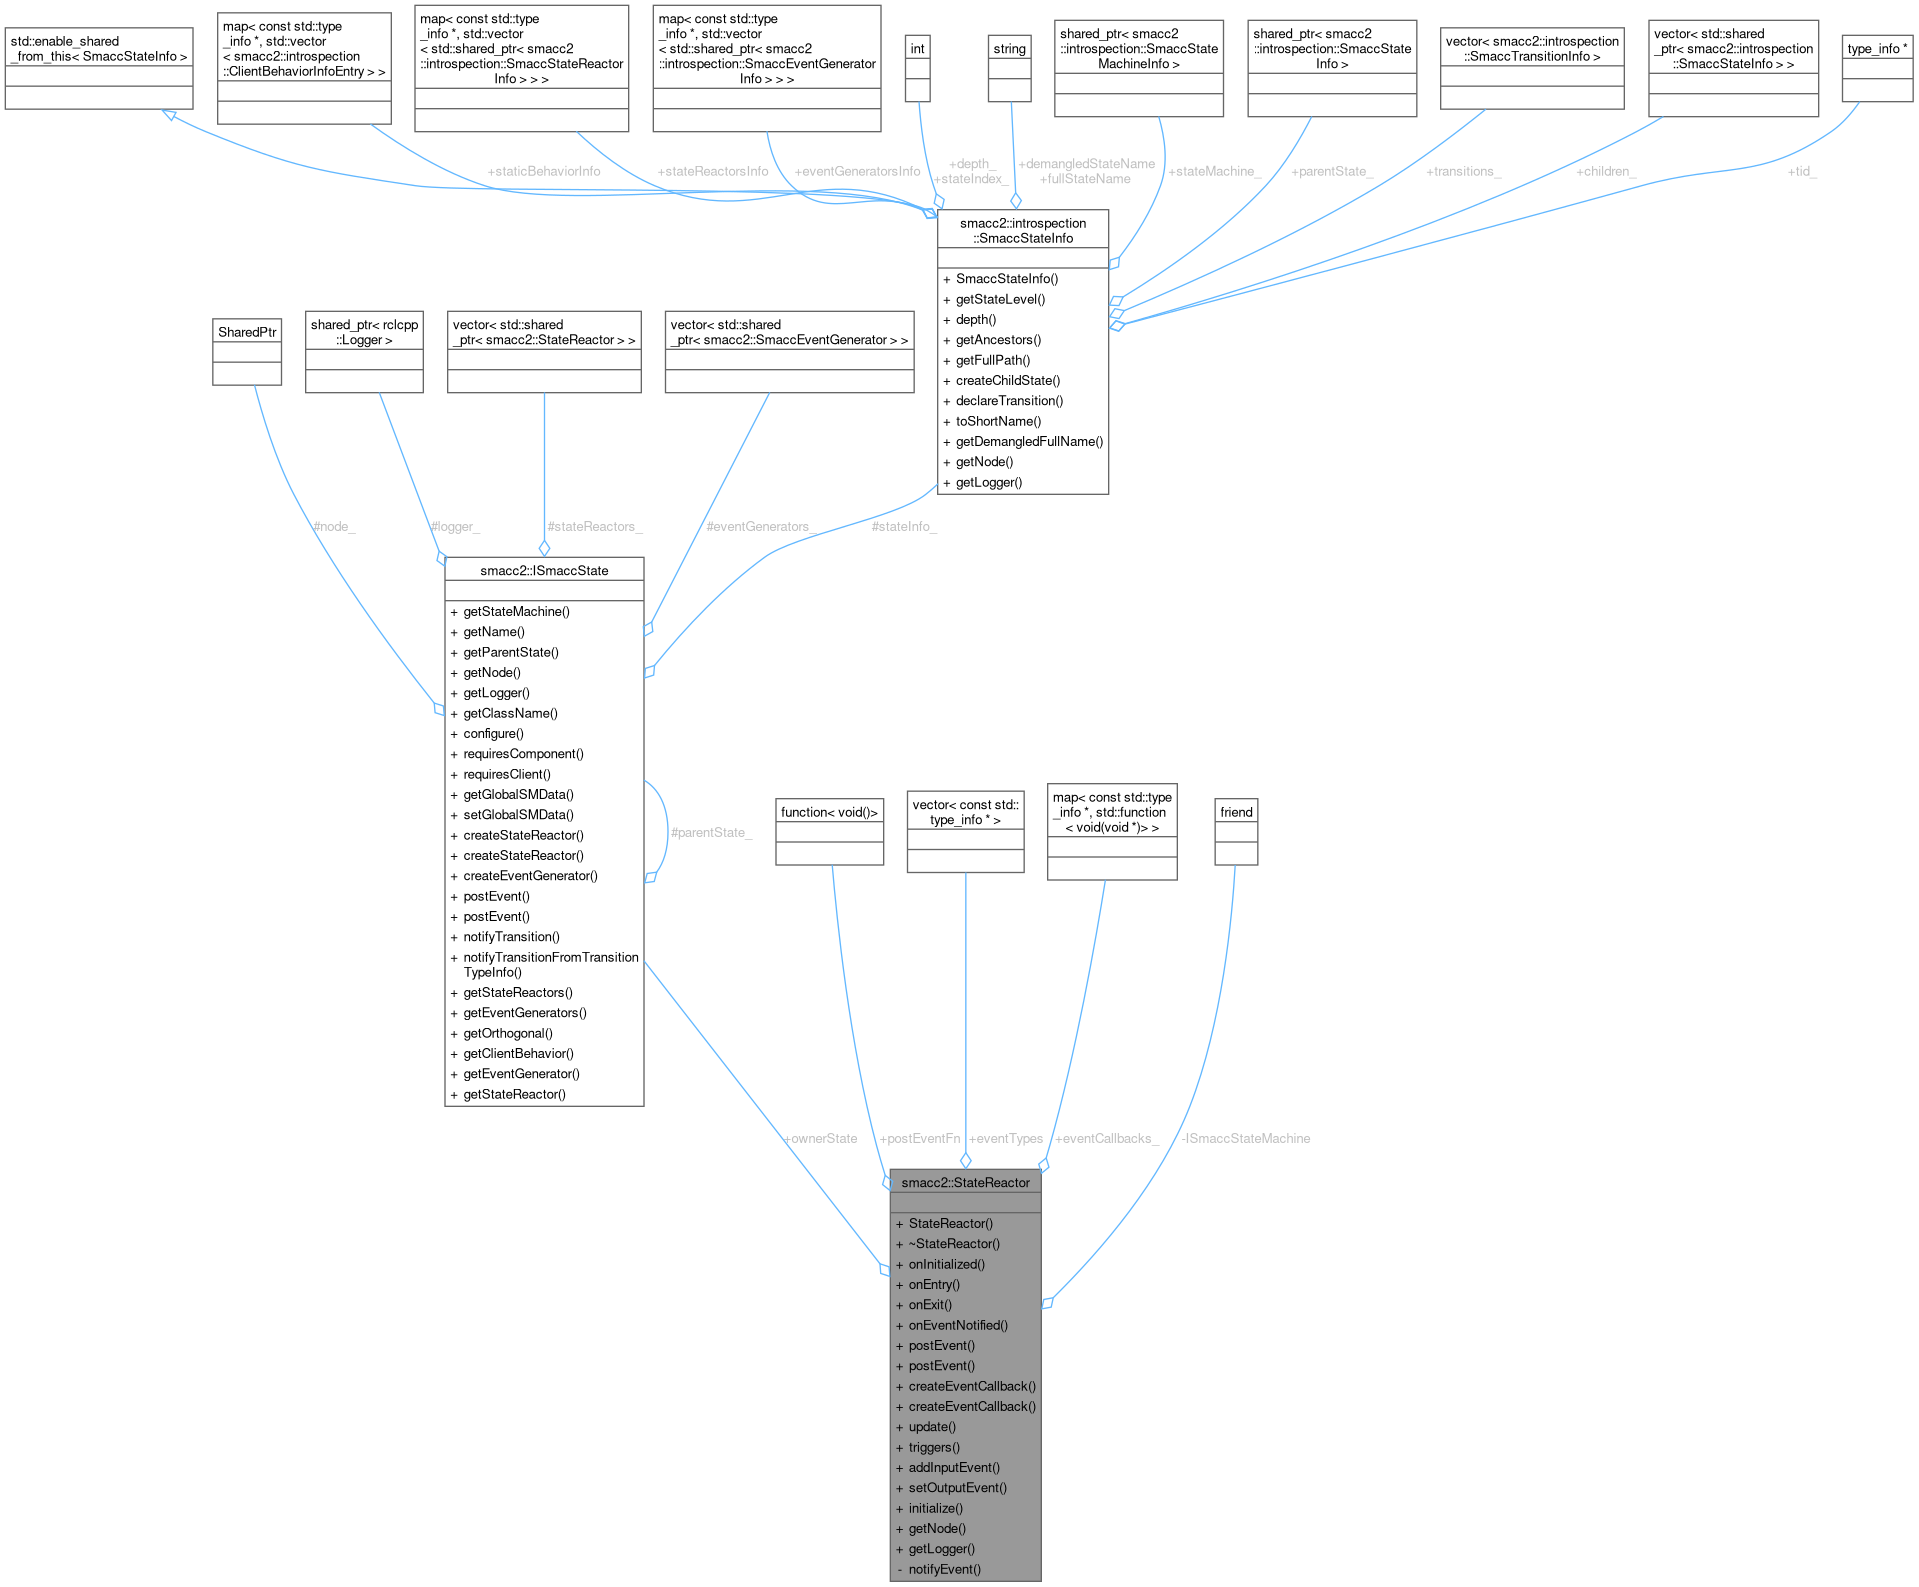 std::enable_shared
_from_this< SmaccStateInfo >
map< const std::type
_info *, std::vector
< smacc2::introspection
::ClientBehaviorInfoEntry > >
map< const std::type
_info *, std::vector
< std::shared_ptr< smacc2
::introspection::SmaccStateReactor
Info > > >
map< const std::type
_info *, std::vector
< std::shared_ptr< smacc2
::introspection::SmaccEventGenerator
Info > > >
int
string
shared_ptr< smacc2
::introspection::SmaccState
MachineInfo >
shared_ptr< smacc2
::introspection::SmaccState
Info >
vector< smacc2::introspection
::SmaccTransitionInfo >
vector< std::shared
_ptr< smacc2::introspection
::SmaccStateInfo > >
type_info *
+staticBehaviorInfo
+stateReactorsInfo
+eventGeneratorsInfo
+depth_
+stateIndex_
+demangledStateName
+fullStateName
+stateMachine_
+parentState_
+transitions_
+children_
+tid_
smacc2::introspection
::SmaccStateInfo
+ SmaccStateInfo()
+ getStateLevel()
+ depth()
+ getAncestors()
+ getFullPath()
+ createChildState()
+ declareTransition()
+ toShortName()
+ getDemangledFullName()
+ getNode()
+ getLogger()
SharedPtr
shared_ptr< rclcpp
::Logger >
vector< std::shared
_ptr< smacc2::StateReactor > >
vector< std::shared
_ptr< smacc2::SmaccEventGenerator > >
#node_
#logger_
#stateReactors_
#eventGenerators_
#stateInfo_
smacc2::ISmaccState
+ getStateMachine()
+ getName()
+ getParentState()
+ getNode()
+ getLogger()
+ getClassName()
+ configure()
+ requiresComponent()
+ requiresClient()
+ getGlobalSMData()
+ setGlobalSMData()
+ createStateReactor()
+ createStateReactor()
+ createEventGenerator()
+ postEvent()
+ postEvent()
+ notifyTransition()
+ notifyTransitionFromTransition
TypeInfo()
+ getStateReactors()
+ getEventGenerators()
+ getOrthogonal()
+ getClientBehavior()
+ getEventGenerator()
+ getStateReactor()
#parentState_
function< void()>
vector< const std::
type_info * >
map< const std::type
_info *, std::function
< void(void *)> >
friend
+ownerState
+postEventFn
+eventTypes
+eventCallbacks_
-ISmaccStateMachine
smacc2::StateReactor
+ StateReactor()
+ ~StateReactor()
+ onInitialized()
+ onEntry()
+ onExit()
+ onEventNotified()
+ postEvent()
+ postEvent()
+ createEventCallback()
+ createEventCallback()
+ update()
+ triggers()
+ addInputEvent()
+ setOutputEvent()
+ initialize()
+ getNode()
+ getLogger()
- notifyEvent()